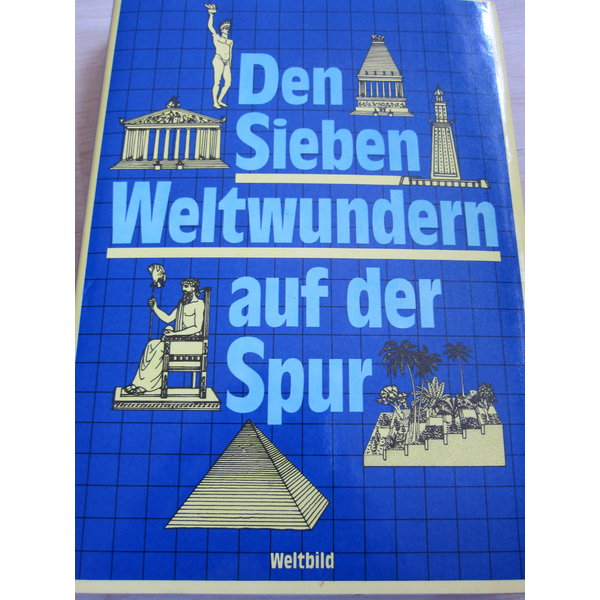 Den
Sieben
Weltwundern
auf der
Spur
Weltbild